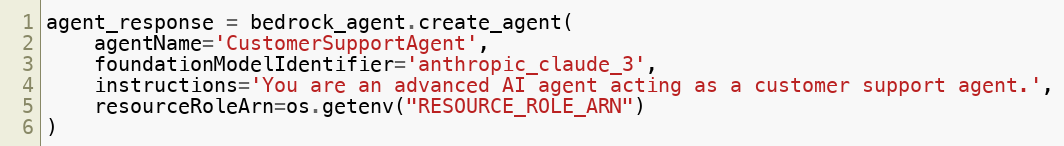 1 agent_response = bedrock_agent.create_agent(
2     agentName='CustomerSupportAgent',
3     foundationModelIdentifier='anthropic_claude_3',
4     instructions='You are an advanced AI agent acting as a customer support agent.',
5     resourceRoleArn=os.getenv("RESOURCE_ROLE_ARN")
6 )